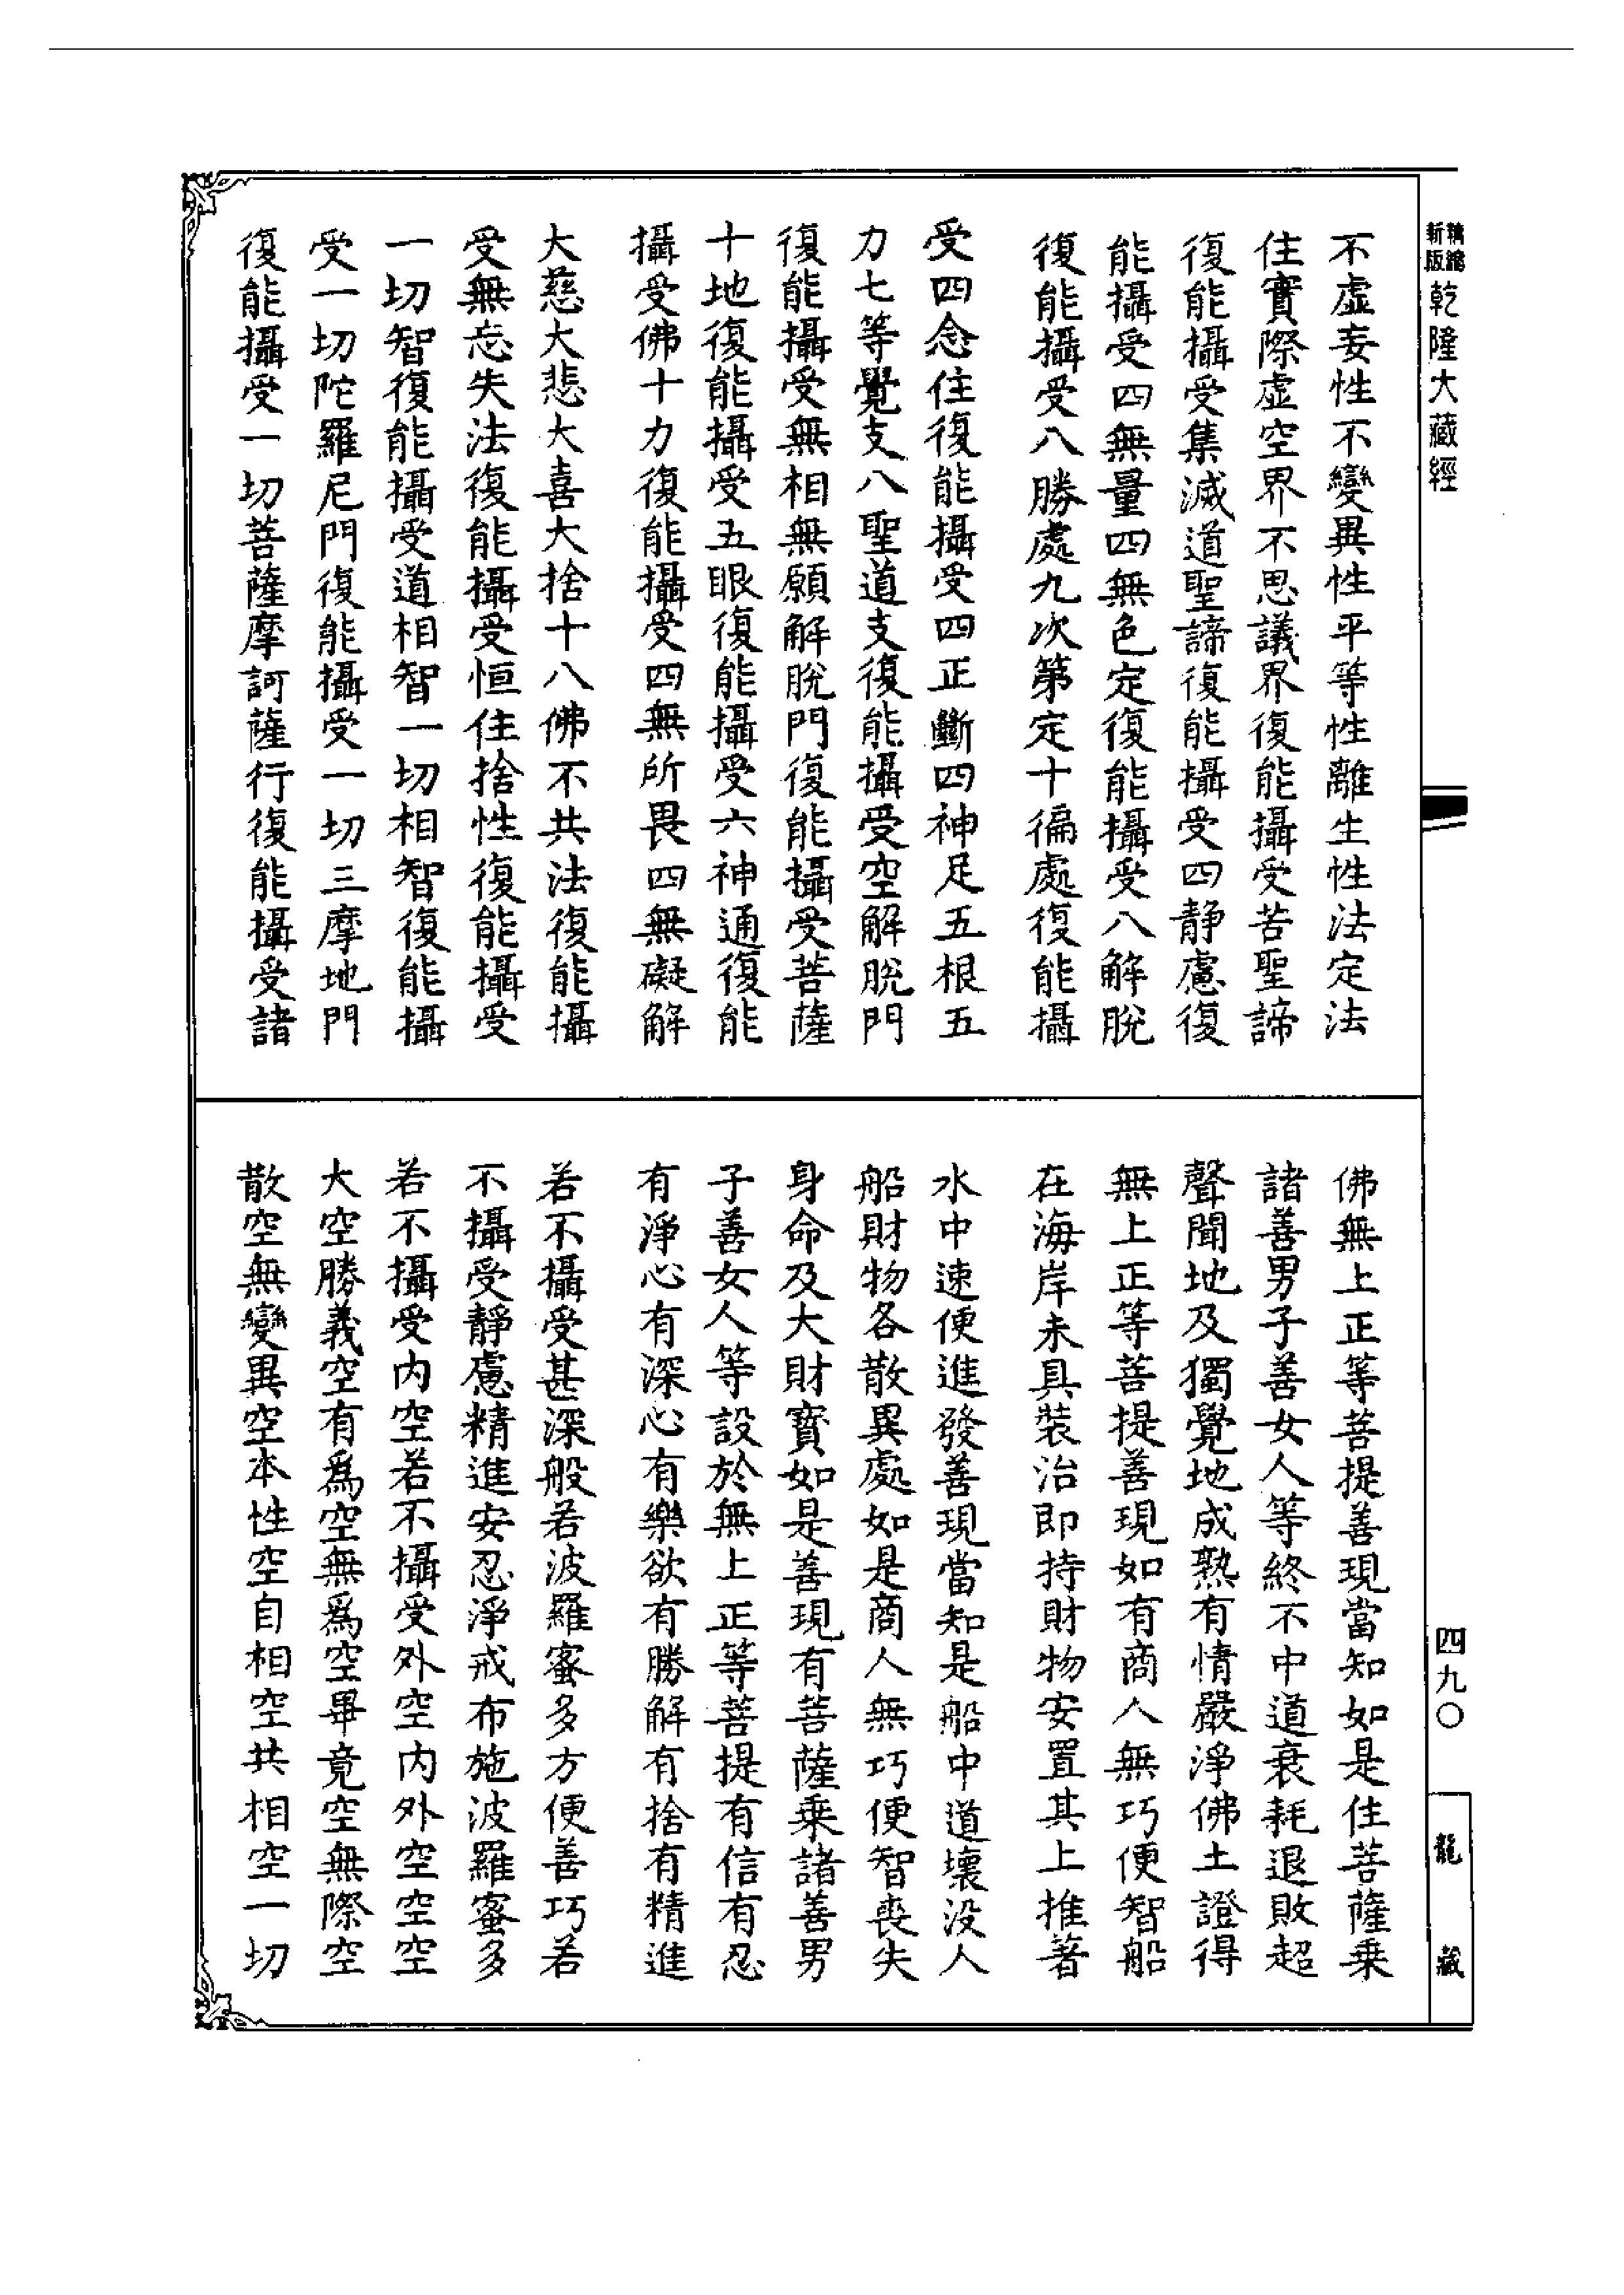 精縮新版乾隆大藏經
不虛妄性不變異性平等性離生性法定法
住實際虛空界不思議界復能攝受苦聖諦
復能攝受集滅道聖諦復能攝受四靜慮復
能攝受四無量四無色定復能攝受八解脫
復能攝受八勝處九次第定十徧處復能攝
受四念住復能攝受四正斷四神足五根五
力七等覺支八聖道支復能攝受空解脫門
復能攝受無相無願解脫門復能攝受菩薩
十地復能攝受五眼復能攝受六神通復能
攝受佛十力復能攝受四無所畏四無礙解
大慈大悲大喜大捨十八佛不共法復能攝
受無忘失法復能攝受恒住捨性復能攝受
一切智復能攝受道相智一切相智復能攝
受一切陀羅尼門復能攝受一切三摩地門
復能攝受一切菩薩摩訶薩行復能攝受諸
佛無上正等菩提善現當知如是住菩薩乘
諸善男子善女人等終不中道衰耗退敗超
聲聞地及獨覺地成熟有情嚴淨佛土證得
無上正等菩提善現如有商人無巧便智船
在海岸未具裝治即持財物安置其上推著
水中速便進發善現當知是船中道壞沒人
船財物各散異處如是商人無巧便智喪失
身命及大財寶如是善現有菩薩乘諸善男
子善女人等設於無上正等菩提有信有忍
有淨心有深心有樂欲有勝解有捨有精進
若不攝受甚深般若波羅蜜多方便善巧若
不攝受靜慮精進安忍淨戒布施波羅蜜多
若不攝受內空若不攝受外空內外空空空
大空勝義空有為空無為空畢竟空無際空
散空無變異空本性空自相空共相空一切
四九〇
龍藏